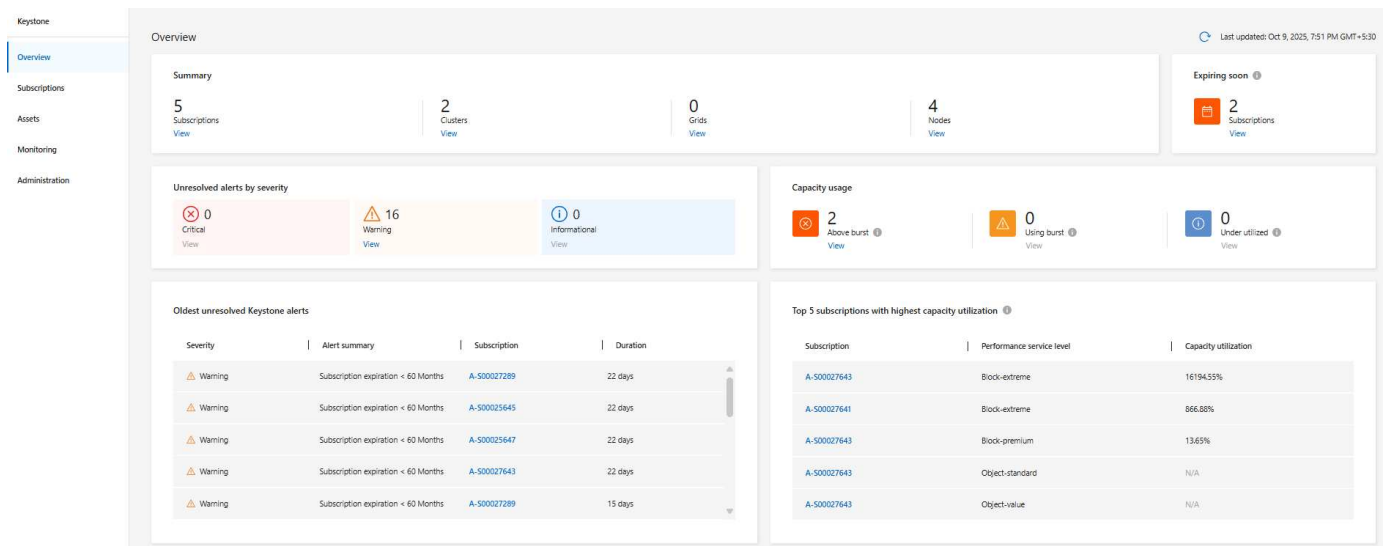 Keystone
Overview
Subscriptions
Assets
Monitoring
Administration
Overview
Last updated: Oct 9, 2025, 7:51 PM GMT+5:30
Summary
5
Subscriptions
View
2
Clusters
View
0
Grids
View
4
Nodes
View
Expiring soon
2
Subscriptions
View
Unresolved alerts by severity
0
Critical
View
16
Warning
View
0
Informational
View
Capacity usage
2
Above burst
View
0
Using burst
View
0
Under utilized
View
Oldest unresolved Keystone alerts
Severity Alert summary Subscription Duration
Warning Subscription expiration < 60 Months A-S00027289 22 days
Warning Subscription expiration < 60 Months A-S00025645 22 days
Warning Subscription expiration < 60 Months A-S00025647 22 days
Warning Subscription expiration < 60 Months A-S00027643 22 days
Warning Subscription expiration < 60 Months A-S00027289 15 days
Top 5 subscriptions with highest capacity utilization
Subscription Performance service level Capacity utilization
A-S00027643 Block-extreme 16194.55%
A-S00027641 Block-extreme 866.88%
A-S00027643 Block-premium 13.65%
A-S00027643 Object-standard N/A
A-S00027643 Object-value N/A